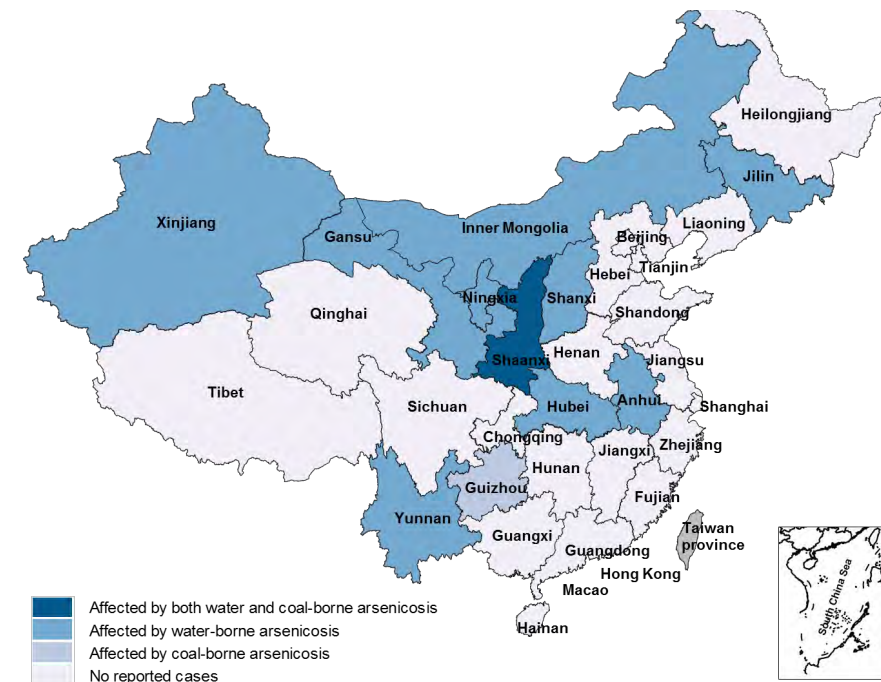 Heilongjiang
Jilin
Xinjiang
Inner Mongolia
Liaoning
Gansu
Beijing
Tianjin
Hebei
Ningxia
Shanxi
Qinghai
Shandong
Shaanxi
Henan
Jiangsu
Tibet
Sichuan
Hubei
Anhui
Shanghai
Chongqing
Zhejiang
Hunan
Jiangxi
Guizhou
Fujian
Yunnan
Guangxi
Guangdong
Taiwan
province
Hong Kong
Macao
Hainan
South China Sea
Affected by both water and coal-borne arsenicosis
Affected by water-borne arsenicosis
Affected by coal-borne arsenicosis
No reported cases